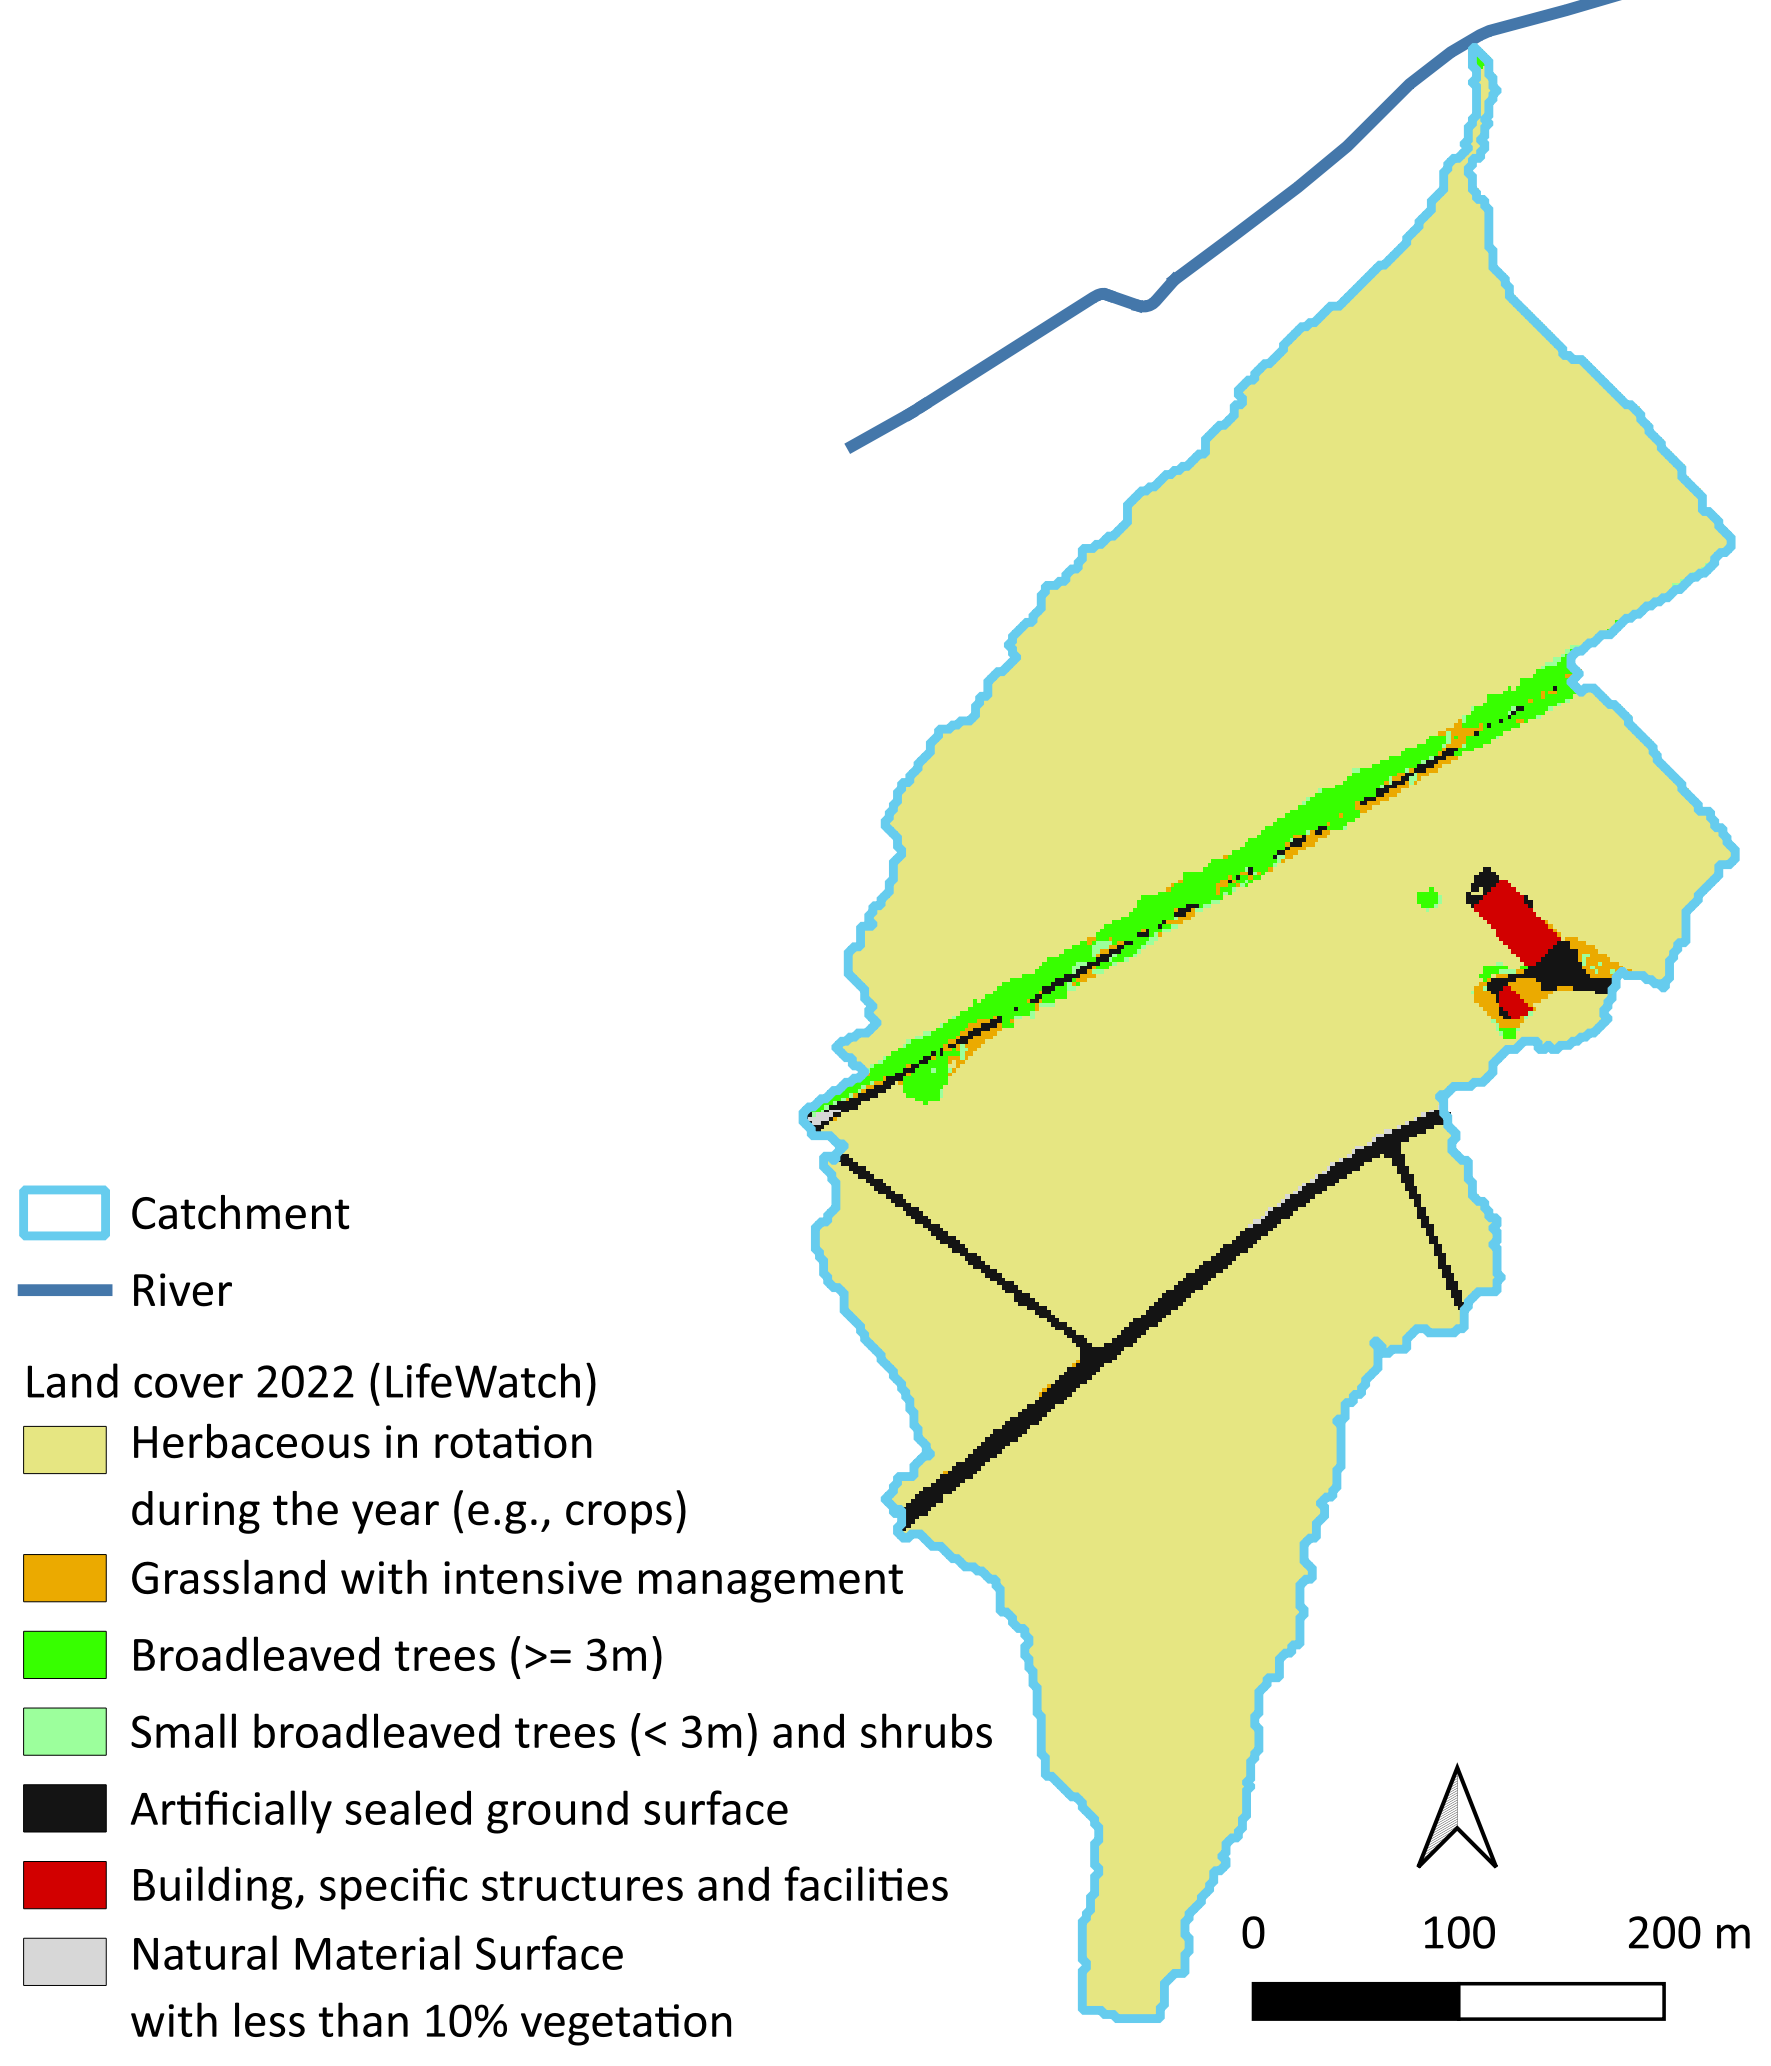 Catchment
River
Land cover 2022 (LifeWatch)
Herbaceous in rotation
during the year (e.g., crops)
Grassland with intensive management
Broadleaved trees (>= 3m)
Small broadleaved trees (< 3m) and shrubs
Artificially sealed ground surface
Building, specific structures and facilities
Natural Material Surface
with less than 10% vegetation
0 100 200 m